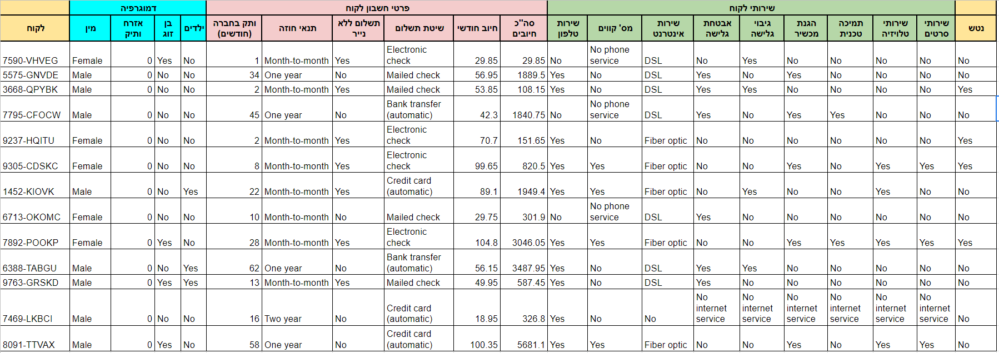 דמוגרפיה | פרטי חשבון לקוח | שירותי לקוח
לקוח | מין | אזרח ותיק | בן זוג | ילדים | ותק בחברה (חודשים) | תנאי חוזה | תשלום ללא נייר | שיטת תשלום | חיוב חודשי | סה"כ חיובים | שירות טלפון | מס' קווים | שירות אינטרנט | אבטחת גלישה | גיבוי גלישה | הגנת מכשיר | תמיכה טכנית | שירותי טלויזיה | שירותי סרטים | נטש
7590-VHVEG | Female | 0 | Yes | No | 1 | Month-to-month | Yes | Electronic check | 29.85 | 29.85 | No | No phone service | DSL | No | Yes | No | No | No | No | No
5575-GNVDE | Male | 0 | No | No | 34 | One year | No | Mailed check | 56.95 | 1889.5 | Yes | No | DSL | Yes | No | Yes | No | No | No | No
3668-QPYBK | Male | 0 | No | No | 2 | Month-to-month | Yes | Mailed check | 53.85 | 108.15 | Yes | No | DSL | Yes | Yes | No | No | No | No | Yes
7795-CFOCW | Male | 0 | No | No | 45 | One year | No | Bank transfer (automatic) | 42.3 | 1840.75 | No | No phone service | DSL | Yes | No | Yes | Yes | No | No | No
9237-HQITU | Female | 0 | No | No | 2 | Month-to-month | Yes | Electronic check | 70.7 | 151.65 | Yes | No | Fiber optic | No | No | No | No | No | No | Yes
9305-CDSKC | Female | 0 | No | No | 8 | Month-to-month | Yes | Electronic check | 99.65 | 820.5 | Yes | Yes | Fiber optic | No | No | Yes | No | Yes | Yes | Yes
1452-KIOVK | Male | 0 | No | Yes | 22 | Month-to-month | Yes | Credit card (automatic) | 89.1 | 1949.4 | Yes | Yes | Fiber optic | No | Yes | No | No | Yes | No | No
6713-OKOMC | Female | 0 | No | No | 10 | Month-to-month | No | Mailed check | 29.75 | 301.9 | No | No phone service | DSL | Yes | No | No | No | No | No | No
7892-POOKP | Female | 0 | Yes | No | 28 | Month-to-month | Yes | Electronic check | 104.8 | 3046.05 | Yes | Yes | Fiber optic | No | No | Yes | Yes | Yes | Yes | Yes
6388-TABGU | Male | 0 | No | Yes | 62 | One year | No | Bank transfer (automatic) | 56.15 | 3487.95 | Yes | No | DSL | Yes | Yes | No | No | No | No | No
9763-GRSKD | Male | 0 | Yes | Yes | 13 | Month-to-month | Yes | Mailed check | 49.95 | 587.45 | Yes | No | DSL | Yes | No | No | No | No | No | No
7469-LKBCI | Male | 0 | No | No | 16 | Two year | No | Credit card (automatic) | 18.95 | 326.8 | Yes | No | No | No internet service | No internet service | No internet service | No internet service | No internet service | No internet service | No
8091-TTVAX | Male | 0 | Yes | No | 58 | One year | No | Credit card (automatic) | 100.35 | 5681.1 | Yes | Yes | Fiber optic | No | No | Yes | No | Yes | Yes | No